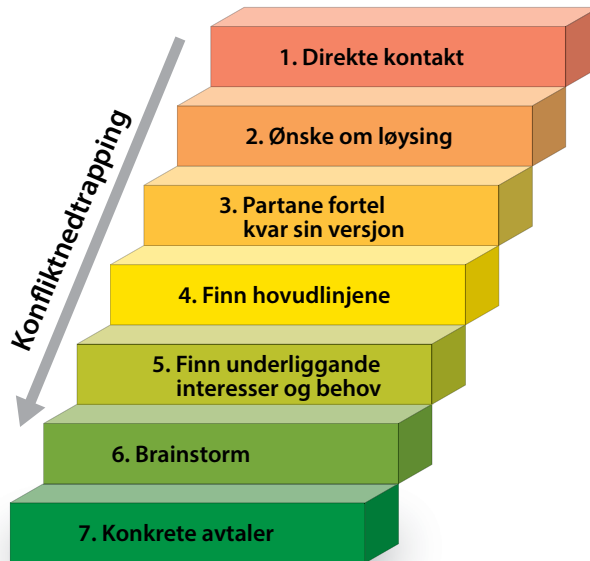 Konfliktnedtrapping
1. Direkte kontakt
2. Ønske om løysing
3. Partane fortel
kvar sin versjon
4. Finn hovudlinjene
5. Finn underliggande
interesser og behov
6. Brainstorm
7. Konkrete avtaler